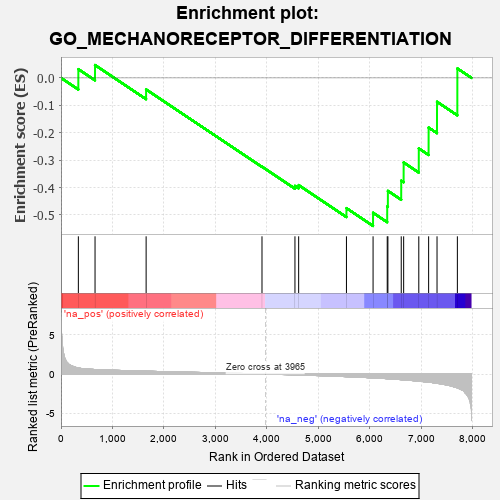 Enrichment plot:
GO_MECHANORECEPTOR_DIFFERENTIATION
Enrichment score (ES)
0.0
-0.1
-0.2
-0.3
-0.4
-0.5
'na_pos' (positively correlated)
Ranked list metric (PreRanked)
5
0
-5
Zero cross at 3965
'na_neg' (negatively correlated)
0 1,000 2,000 3,000 4,000 5,000 6,000 7,000 8,000
Rank in Ordered Dataset
Enrichment profile Hits Ranking metric scores